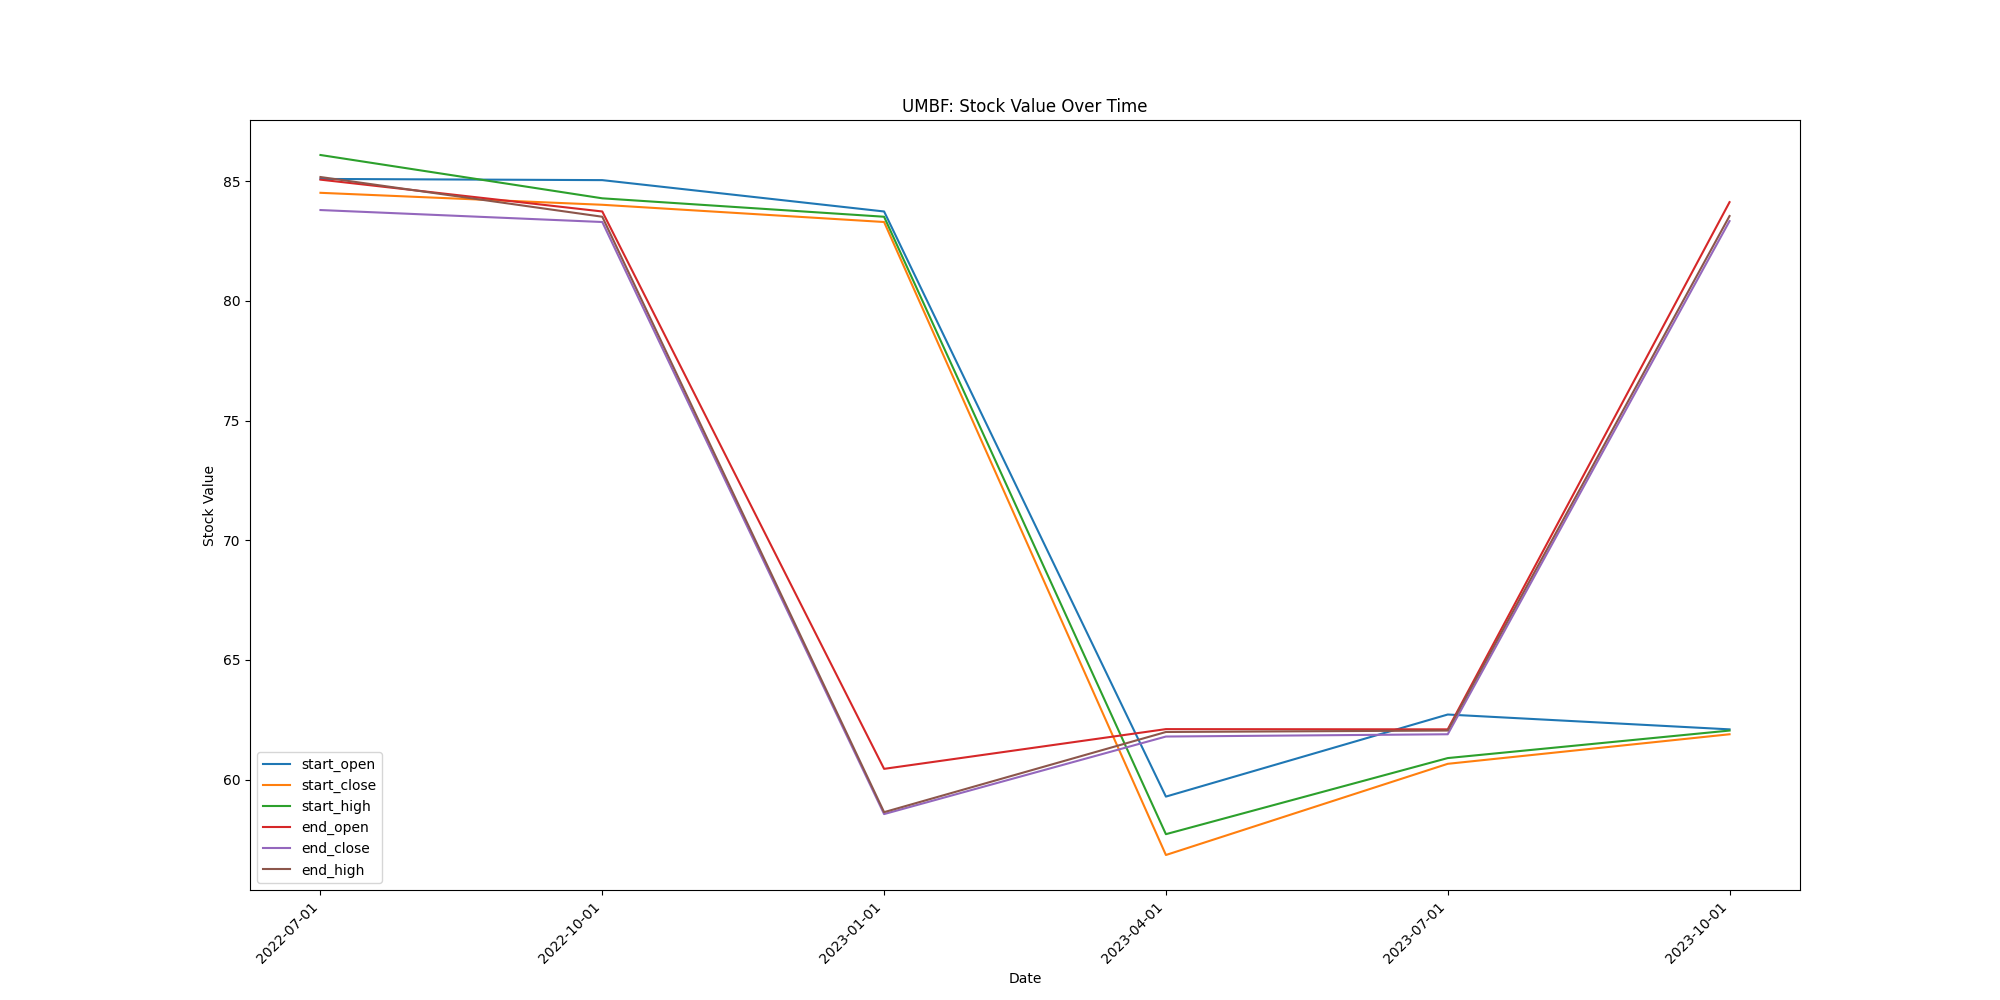 UMBF: Stock Value Over Time
Stock Value
85
80
75
70
65
60
start_open
start_close
start_high
end_open
end_close
end_high
2022-07-01
2022-10-01
2023-01-01
2023-04-01
2023-07-01
2023-10-01
Date